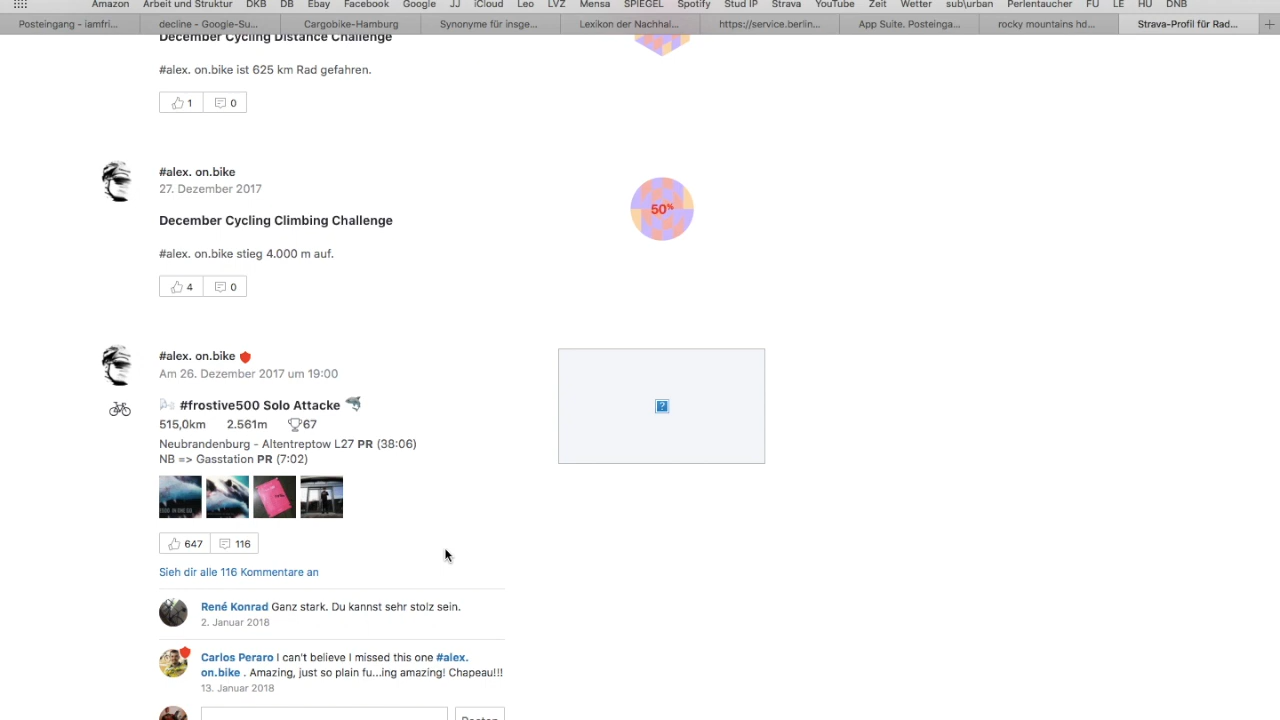 Amazon Arbeit und Struktur DKB DB Ebay Facebook Google JJ iCloud Leo LVZ Mensa SPIEGEL Spotify Stud IP Strava YouTube Zeit Wetter sub\urban Perlentaucher FU LE HU DNB
Posteingang – iamfri... decline - Google-Su... Cargobike-Hamburg Synonyme für insge... Lexikon der Nachhal... https://service.berlin... App Suite. Posteinga... rocky mountains hd... Strava-Profil für Rad... +
December Cycling Distance Challenge
#alex. on.bike ist 625 km Rad gefahren.
1 0
#alex. on.bike
27. Dezember 2017
50%
December Cycling Climbing Challenge
#alex. on.bike stieg 4.000 m auf.
4 0
#alex. on.bike
Am 26. Dezember 2017 um 19:00
#frostive500 Solo Attacke
515,0km 2.561m 67
Neubrandenburg - Altentreptow L27 PR (38:06)
NB => Gasstation PR (7:02)
647 116
Sieh dir alle 116 Kommentare an
René Konrad Ganz stark. Du kannst sehr stolz sein.
2. Januar 2018
Carlos Peraro I can't believe I missed this one #alex.
on.bike . Amazing, just so plain fu...ing amazing! Chapeau!!!
13. Januar 2018
Posten